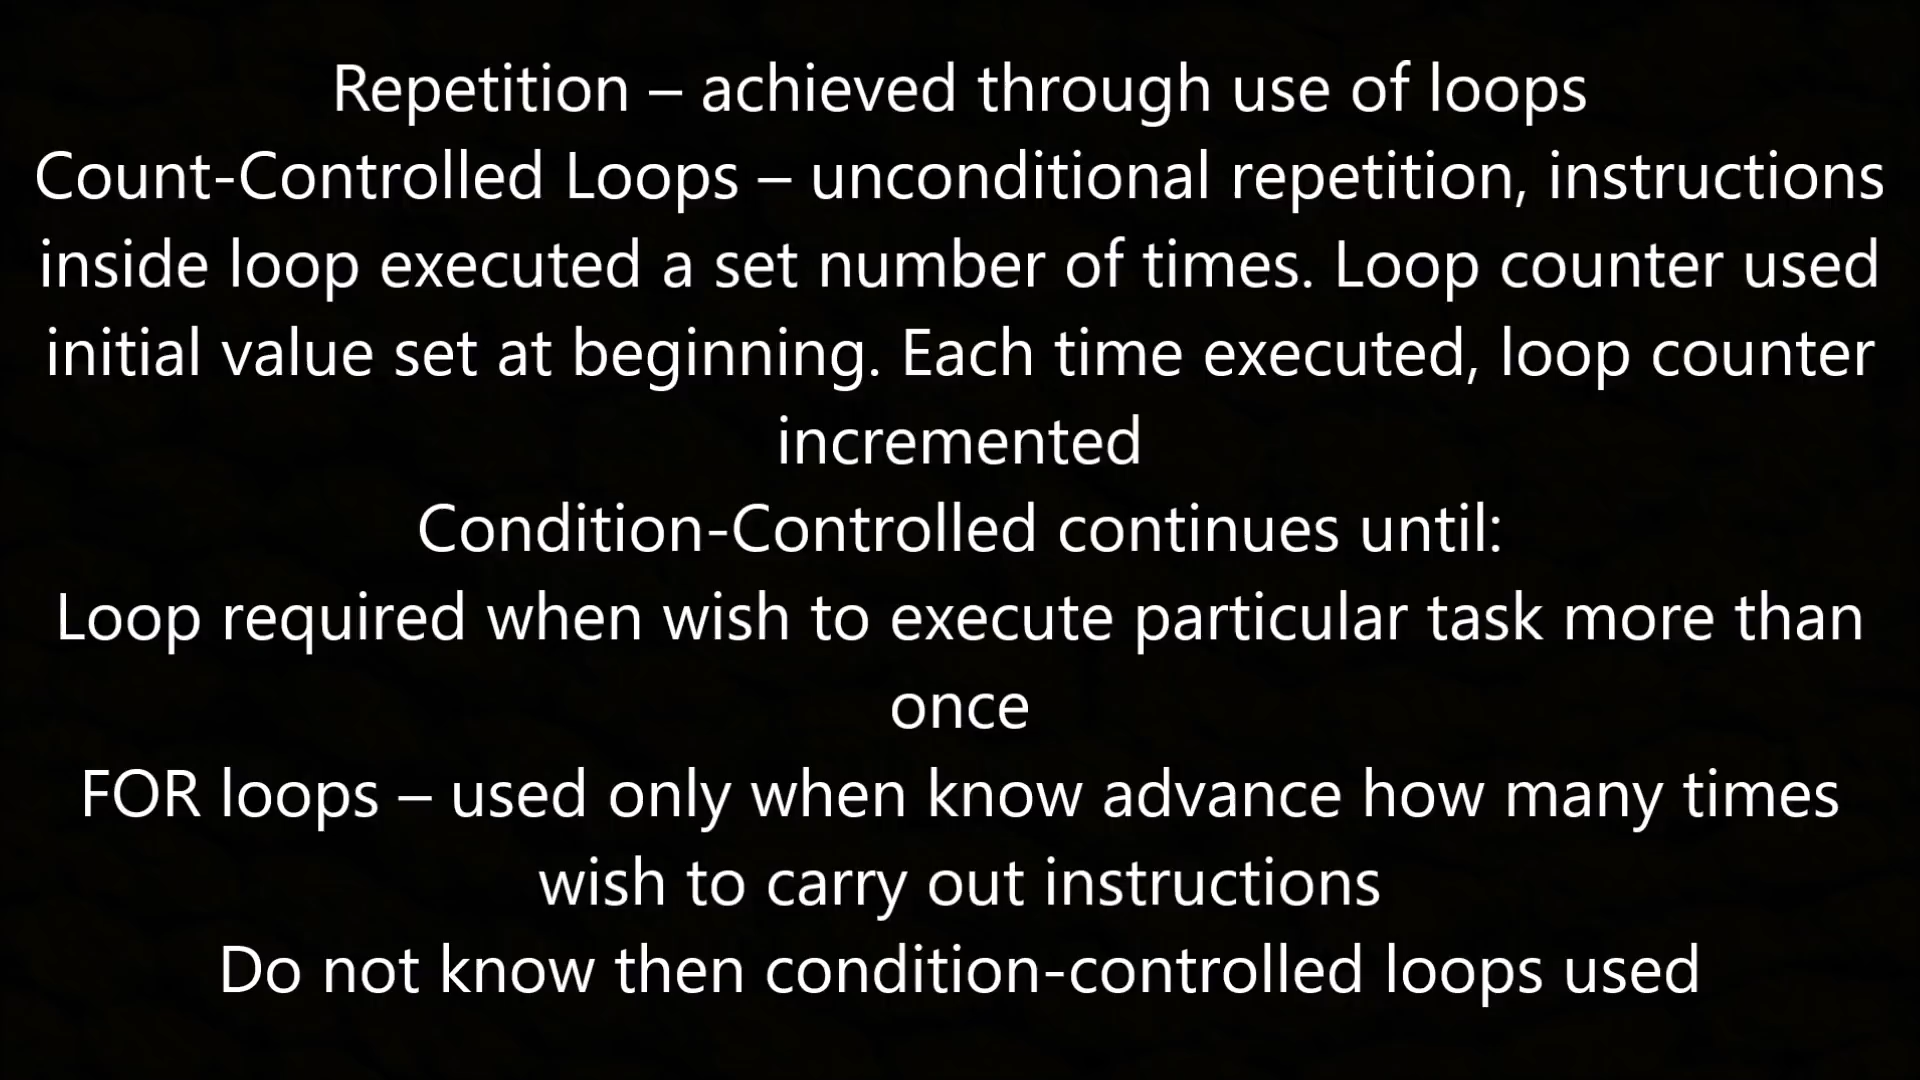 Repetition – achieved through use of loops
Count-Controlled Loops – unconditional repetition, instructions
inside loop executed a set number of times. Loop counter used
initial value set at beginning. Each time executed, loop counter
incremented
Condition-Controlled continues until:
Loop required when wish to execute particular task more than
once
FOR loops – used only when know advance how many times
wish to carry out instructions
Do not know then condition-controlled loops used